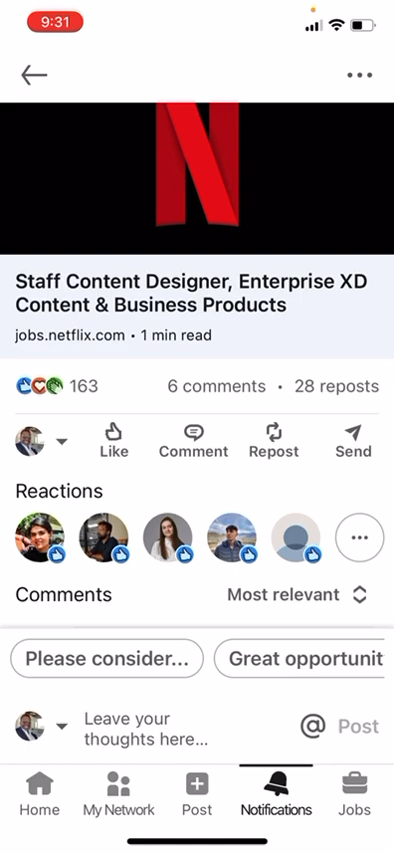 9:31
Staff Content Designer, Enterprise XD
Content & Business Products
jobs.netflix.com • 1 min read
163 6 comments • 28 reposts
Like Comment Repost Send
Reactions
Comments Most relevant
Please consider... Great opportunit
Leave your
thoughts here...
@ Post
Home My Network Post Notifications Jobs